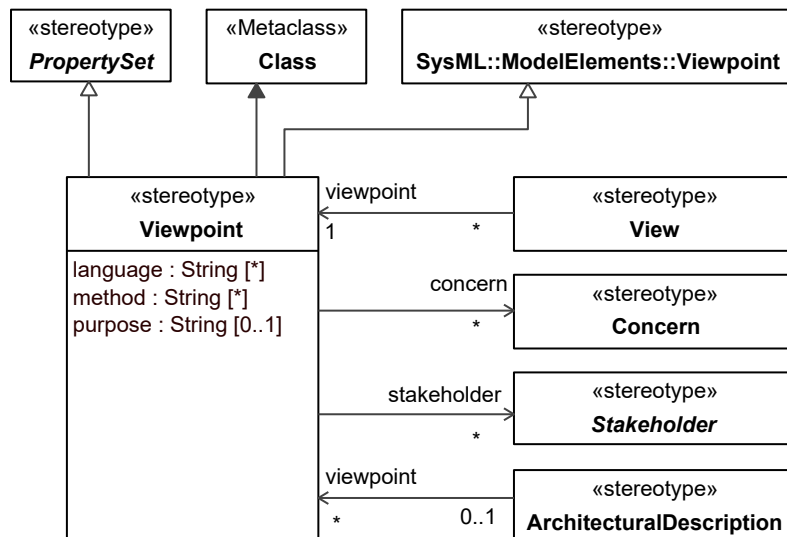 «stereotype»
PropertySet
«Metaclass»
Class
«stereotype»
SysML::ModelElements::Viewpoint
«stereotype»
Viewpoint
language : String [*]
method : String [*]
purpose : String [0..1]
viewpoint
1
*
«stereotype»
View
concern
*
«stereotype»
Concern
stakeholder
*
«stereotype»
Stakeholder
viewpoint
*
0..1
«stereotype»
ArchitecturalDescription